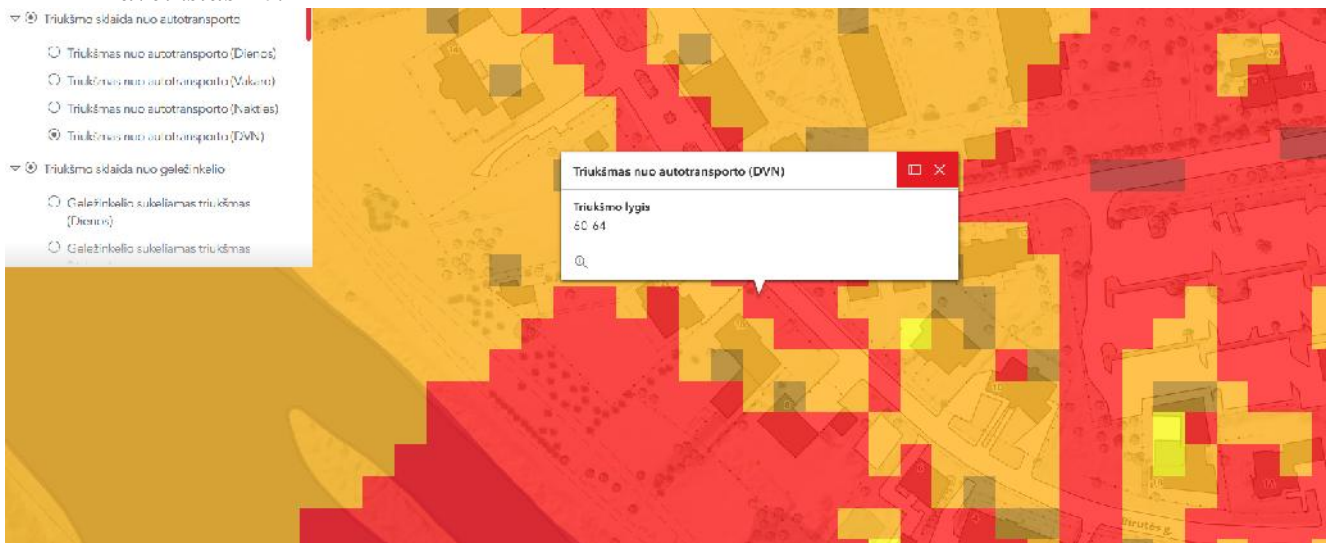 Triukšmo sklaida nuo autotransporto
Triukšmas nuo autotransporto (Dienos)
Triukšmas nuo autotransporto (Vakaro)
Triukšmas nuo autotransporto (Nakties)
Triukšmas nuo autotransporto (DVN)
Triukšmo sklaida nuo geležinkelio
Geležinkelio sukeliamas triukšmas
(Dienos)
Geležinkelio sukeliamas triukšmas
Triukšmas nuo autotransporto (DVN)
Triukšmo lygis
60-64
Birutės g.